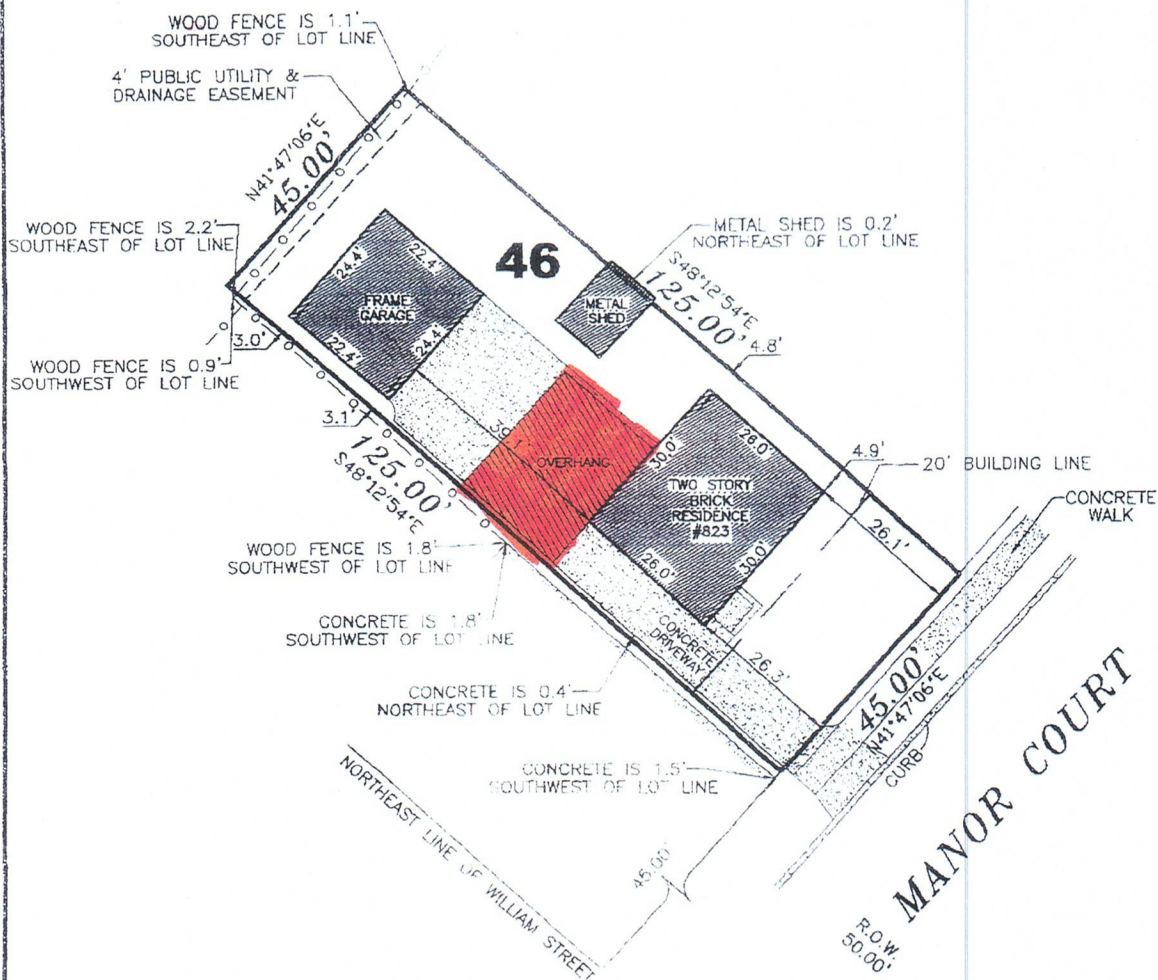 WOOD FENCE IS 1.1'
SOUTHEAST OF LOT LINE
4' PUBLIC UTILITY &
DRAINAGE EASEMENT
N41°47'06"E
45.00'
WOOD FENCE IS 2.2'
SOUTHEAST OF LOT LINE
46
METAL SHED IS 0.2'
NORTHEAST OF LOT LINE
S48°12'54"E
125.00'
24.4'
22.4'
FRAME
GARAGE
22.4'
24.4'
METAL
SHED
3.0'
4.8'
WOOD FENCE IS 0.9'
SOUTHWEST OF LOT LINE
3.1'
125.00'
S48°12'54"E
39.1'
OVERHANG
30.0'
26.0'
4.9'
20' BUILDING LINE
TWO STORY
BRICK
RESIDENCE
#823
CONCRETE
WALK
26.1'
WOOD FENCE IS 1.8'
SOUTHWEST OF LOT LINE
26.0'
30.0'
CONCRETE IS 1.8'
SOUTHWEST OF LOT LINE
CONCRETE
DRIVEWAY
26.3'
CONCRETE IS 0.4'
NORTHEAST OF LOT LINE
45.00'
N41°47'06"E
CURB
CONCRETE IS 1.5'
SOUTHWEST OF LOT LINE
NORTHEAST LINE OF WILLIAM STREET
45.00'
MANOR COURT
R.O.W.
50.00'